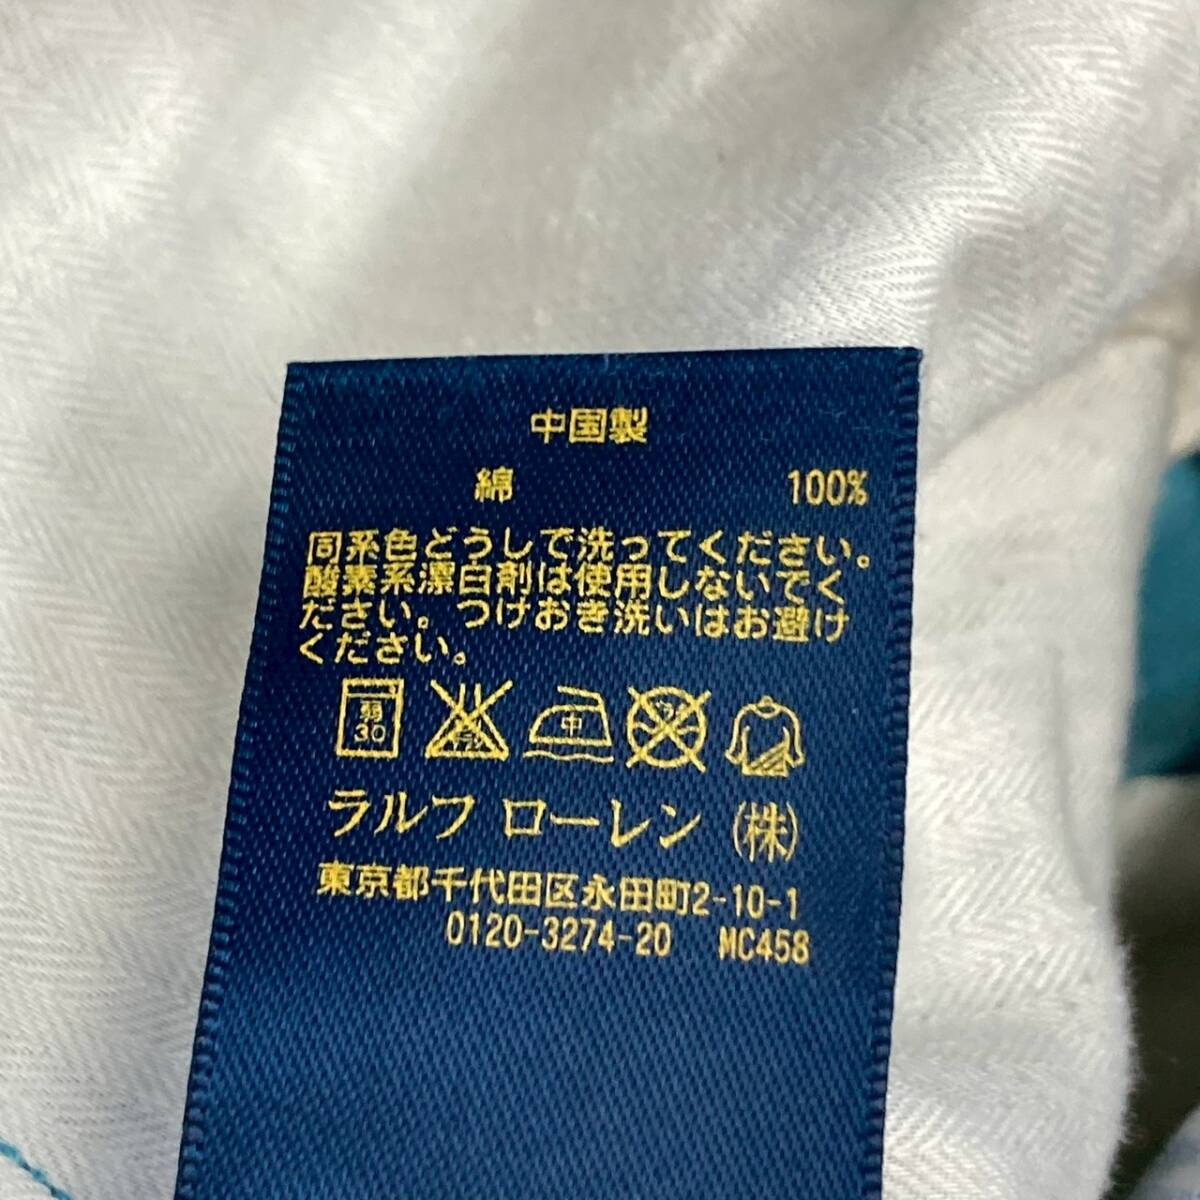 中国製
綿 100%
同系色どうしで洗ってください。
酸素系漂白剤は使用しないでく
ださい。つけおき洗いはお避け
ください。
弱 30 中
ラルフ ローレン (株)
東京都千代田区永田町2-10-1
0120-3274-20 MC458